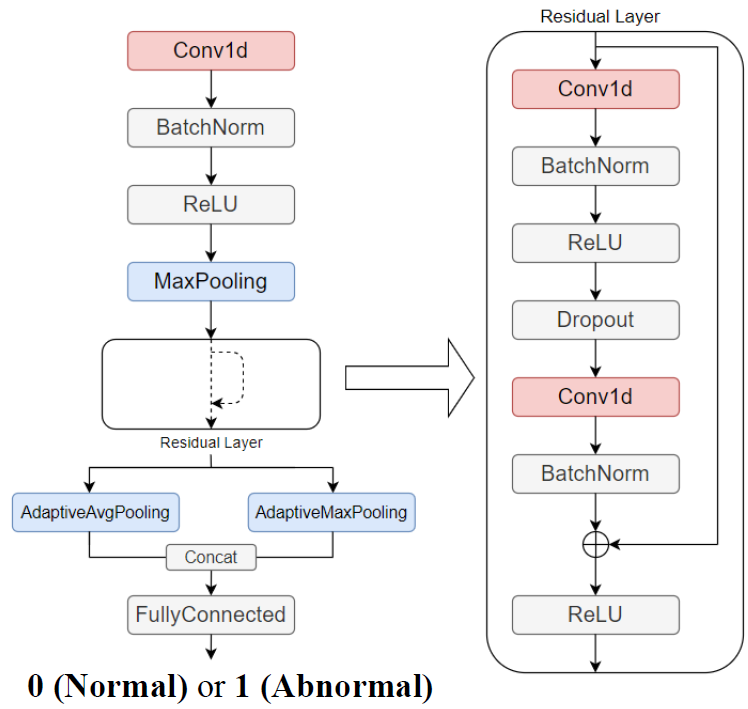 Conv1d
BatchNorm
ReLU
MaxPooling
Residual Layer
AdaptiveAvgPooling
AdaptiveMaxPooling
Concat
FullyConnected
0 (Normal) or 1 (Abnormal)
Residual Layer
Conv1d
BatchNorm
ReLU
Dropout
Conv1d
BatchNorm
ReLU